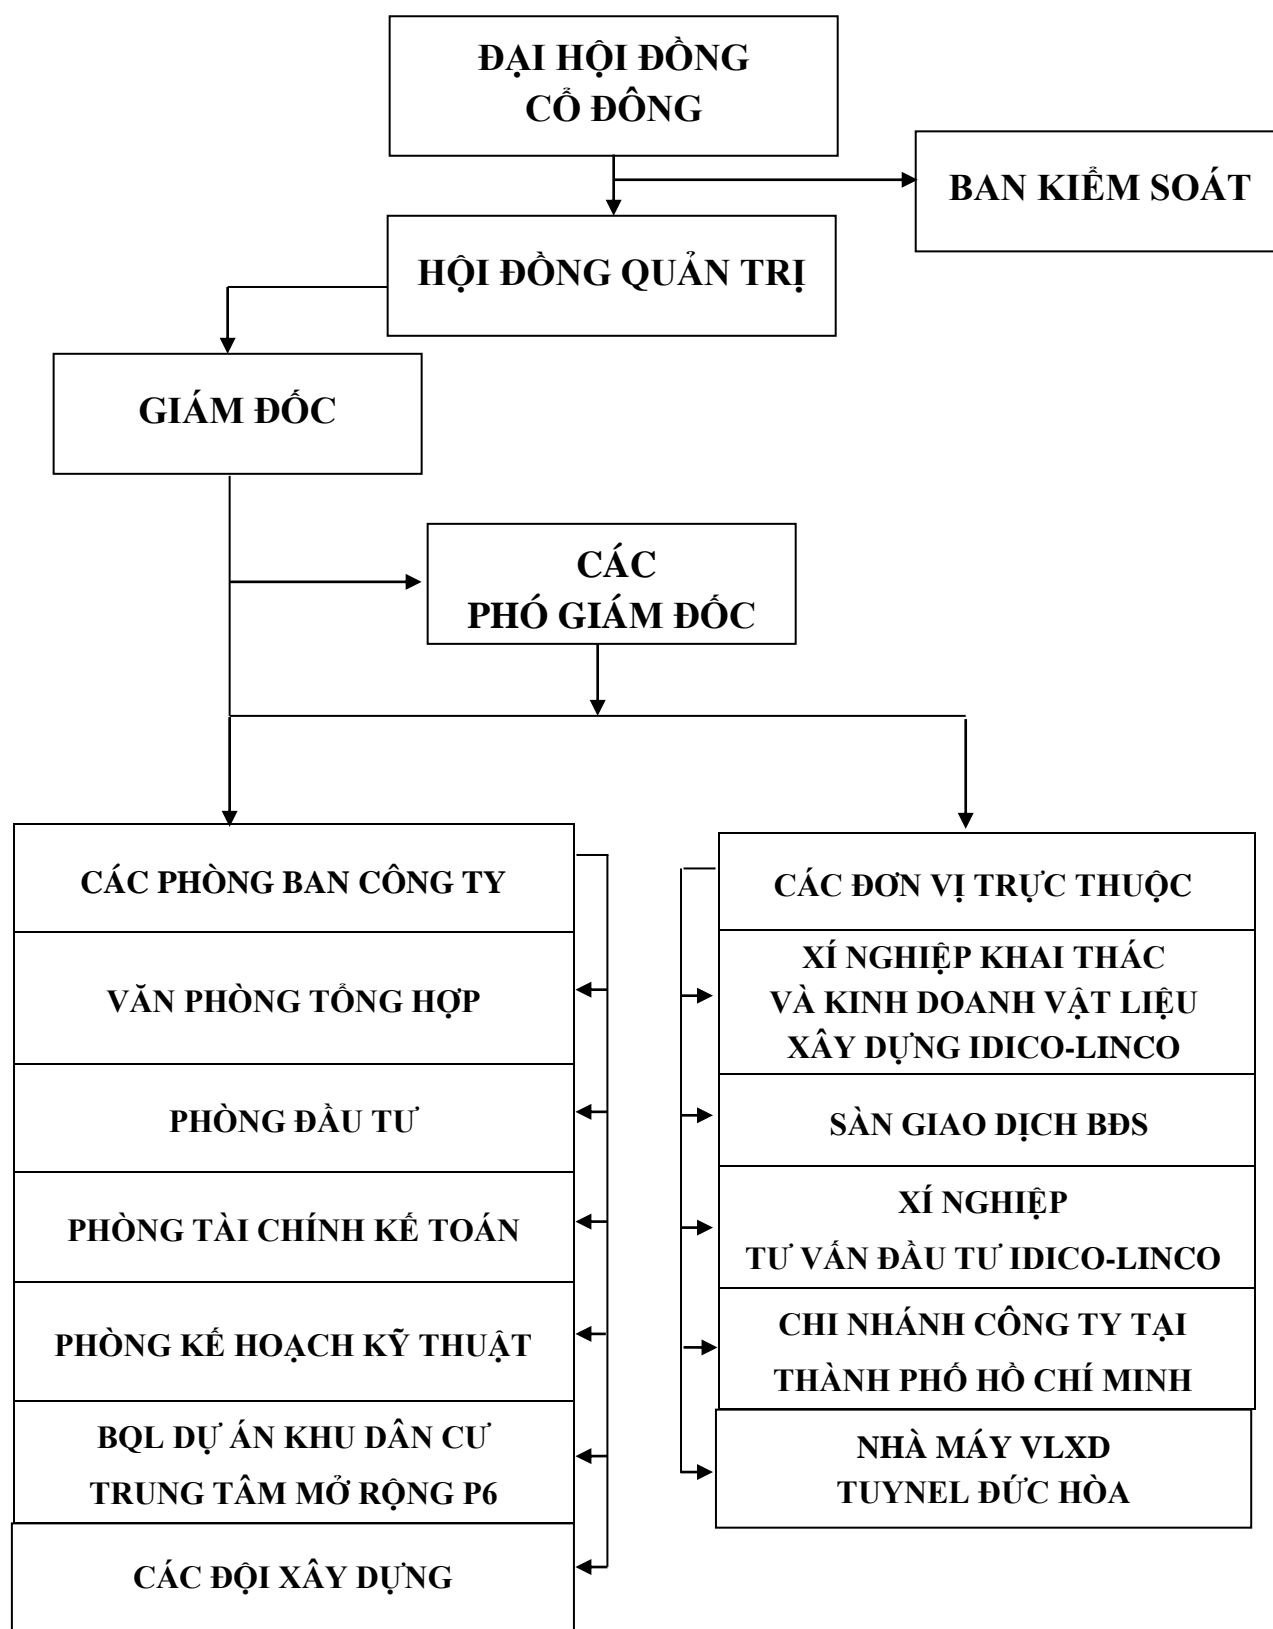 ĐẠI HỘI ĐỒNG
CỔ ĐÔNG
BAN KIỂM SOÁT
HỘI ĐỒNG QUẢN TRỊ
GIÁM ĐỐC
CÁC
PHÓ GIÁM ĐỐC
CÁC PHÒNG BAN CÔNG TY
VĂN PHÒNG TỔNG HỢP
PHÒNG ĐẦU TƯ
PHÒNG TÀI CHÍNH KẾ TOÁN
PHÒNG KẾ HOẠCH KỸ THUẬT
BQL DỰ ÁN KHU DÂN CƯ
TRUNG TÂM MỞ RỘNG P6
CÁC ĐỘI XÂY DỰNG
CÁC ĐƠN VỊ TRỰC THUỘC
XÍ NGHIỆP KHAI THÁC
VÀ KINH DOANH VẬT LIỆU
XÂY DỰNG IDICO-LINCO
SÀN GIAO DỊCH BĐS
XÍ NGHIỆP
TƯ VẤN ĐẦU TƯ IDICO-LINCO
CHI NHÁNH CÔNG TY TẠI
THÀNH PHỐ HỒ CHÍ MINH
NHÀ MÁY VLXD
TUYNEL ĐỨC HÒA